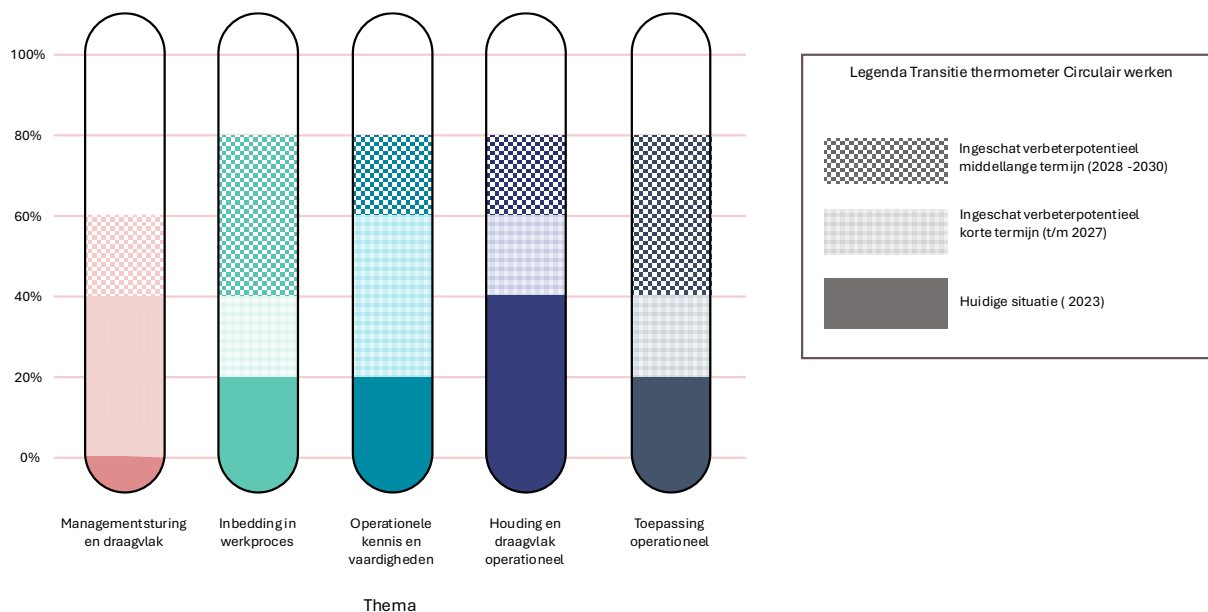 100%
80%
60%
40%
20%
0%
Managementsturing
en draagvlak
Inbedding in
werkproces
Operationele
kennis en
vaardigheden
Houding en
draagvlak
operationeel
Toepassing
operationeel
Thema
Legenda Transitie thermometer Circulair werken
Ingeschat verbeterpotentieel
middellange termijn (2028 -2030)
Ingeschat verbeterpotentieel
korte termijn (t/m 2027)
Huidige situatie ( 2023)